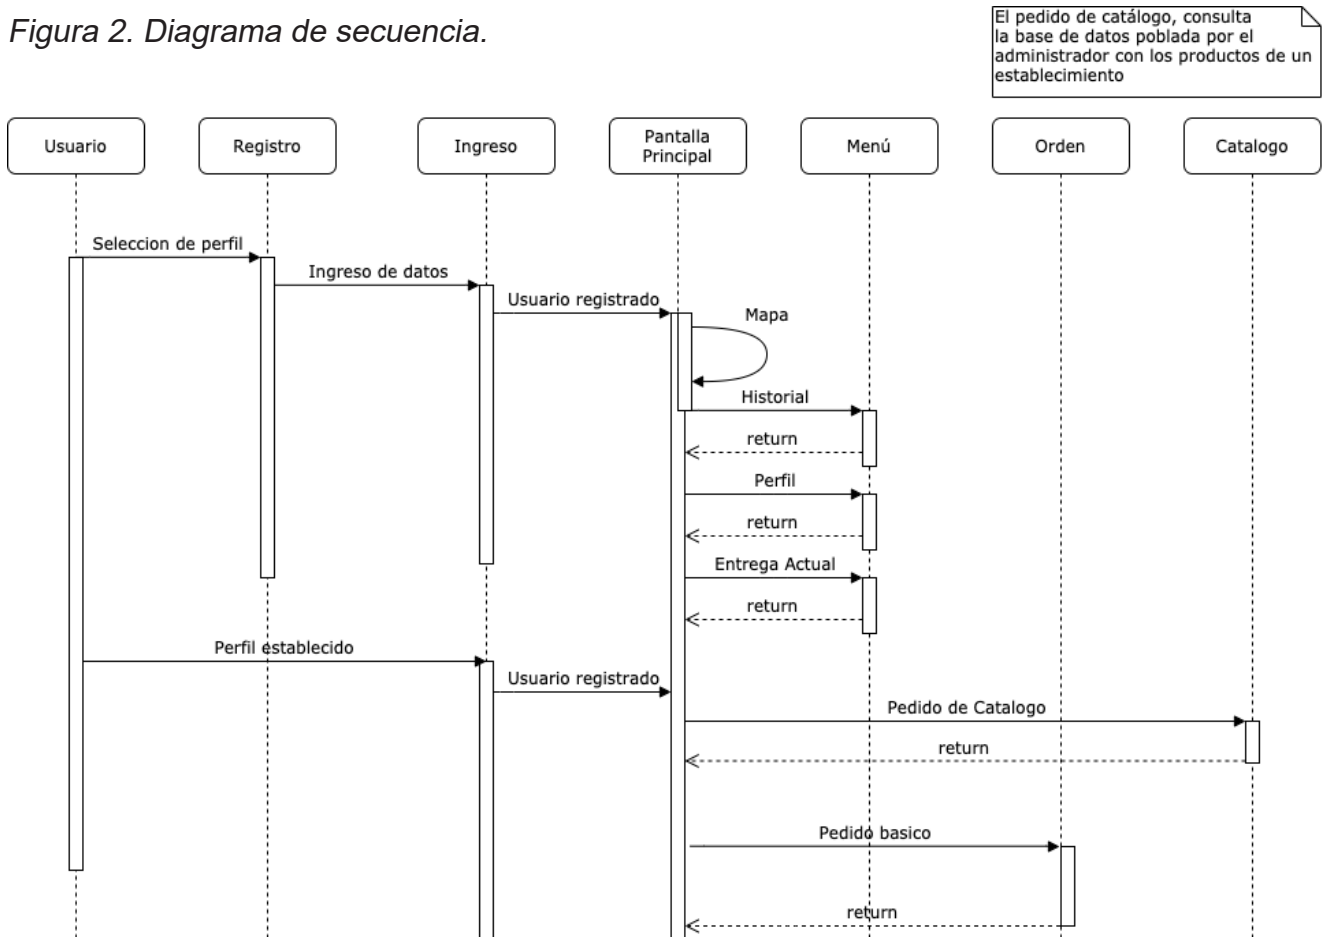 Figura 2. Diagrama de secuencia.
El pedido de catálogo, consulta
la base de datos poblada por el
administrador con los productos de un
establecimiento
Usuario
Registro
Ingreso
Pantalla
Principal
Menú
Orden
Catalogo
Seleccion de perfil
Ingreso de datos
Usuario registrado
Mapa
Historial
return
Perfil
return
Entrega Actual
return
Perfil establecido
Usuario registrado
Pedido de Catalogo
return
Pedido basico
return